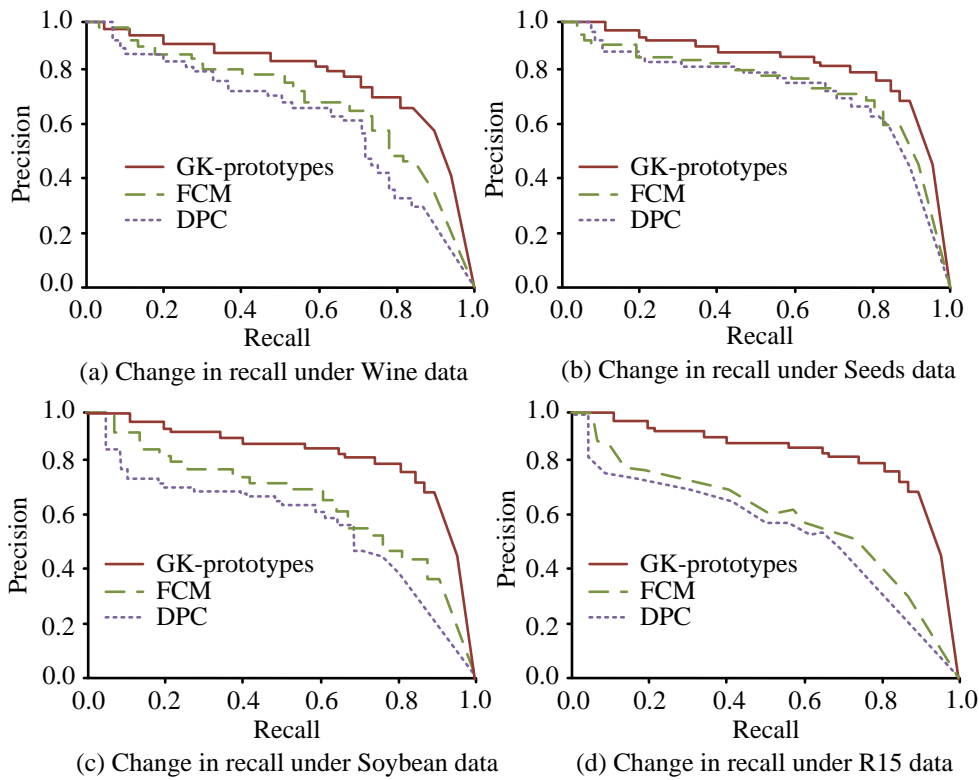 1.0
0.8
0.6
0.4
0.2
0.0
Precision
GK-prototypes
FCM
DPC
0.0 0.2 0.4 0.6 0.8 1.0
Recall
(a) Change in recall under Wine data
1.0
0.8
0.6
0.4
0.2
0.0
Precision
GK-prototypes
FCM
DPC
0.0 0.2 0.4 0.6 0.8 1.0
Recall
(b) Change in recall under Seeds data
1.0
0.8
0.6
0.4
0.2
0.0
Precision
GK-prototypes
FCM
DPC
0.0 0.2 0.4 0.6 0.8 1.0
Recall
(c) Change in recall under Soybean data
1.0
0.8
0.6
0.4
0.2
0.0
Precision
GK-prototypes
FCM
DPC
0.0 0.2 0.4 0.6 0.8 1.0
Recall
(d) Change in recall under R15 data